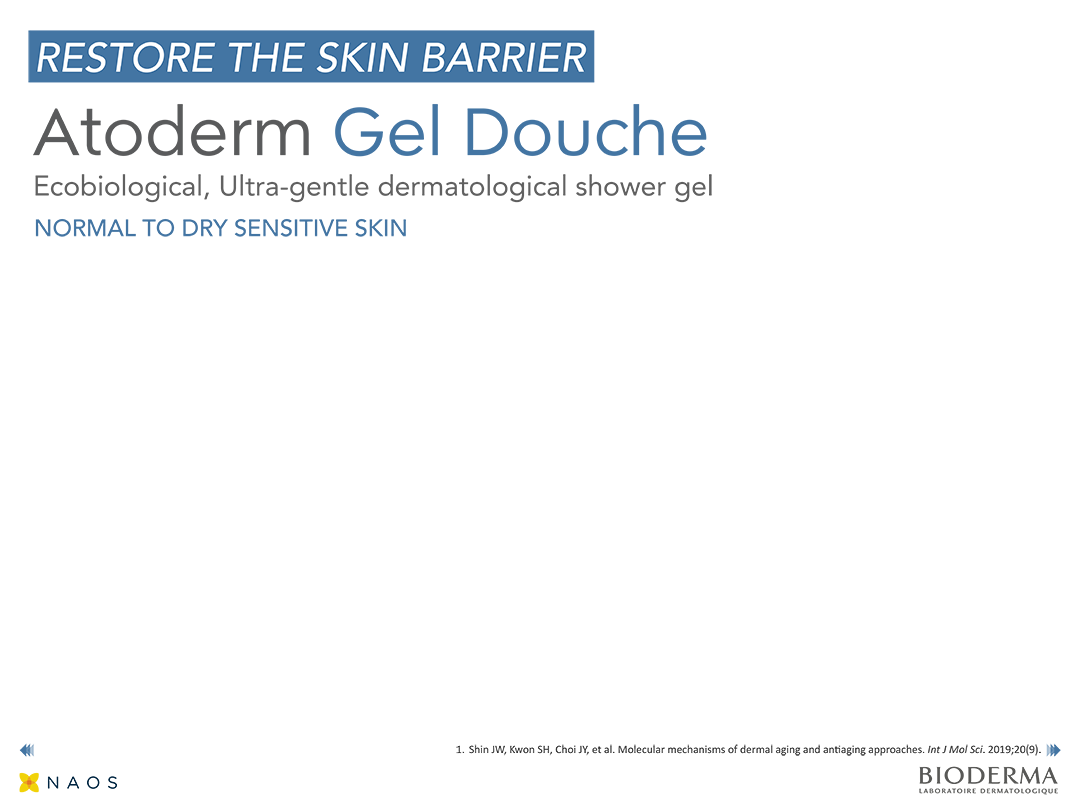 RESTORE THE SKIN BARRIER
Atoderm Gel Douche
Ecobiological, Ultra-gentle dermatological shower gel
NORMAL TO DRY SENSITIVE SKIN
1. Shin JW, Kwon SH, Choi JY, et al. Molecular mechanisms of dermal aging and antiaging approaches. Int J Mol Sci. 2019;20(9).
NAOS
BIODERMA
LABORATOIRE DERMATOLOGIQUE